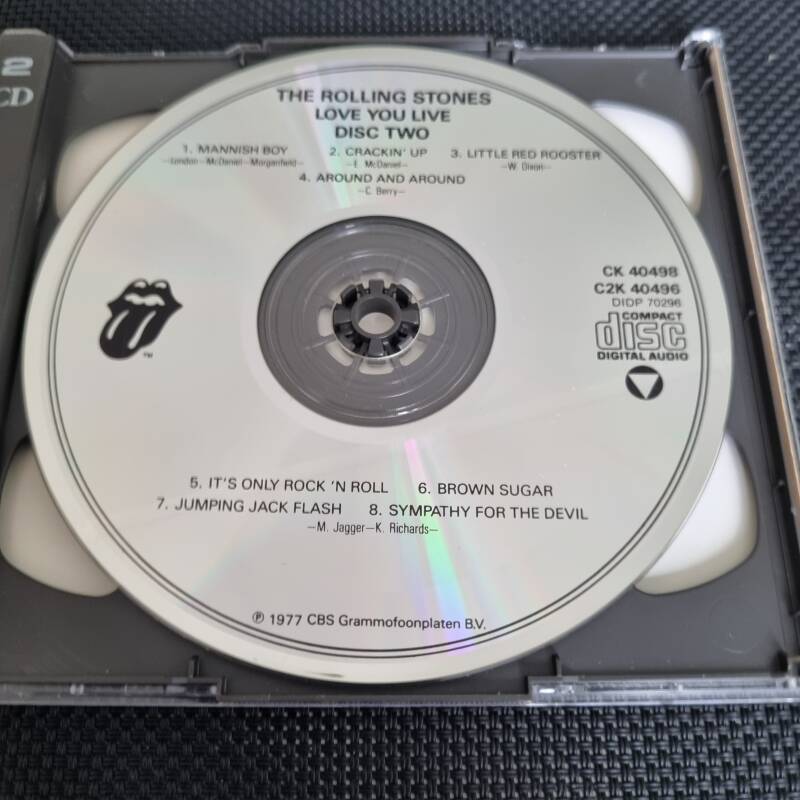 2
CD
THE ROLLING STONES
LOVE YOU LIVE
DISC TWO
1. MANNISH BOY 2. CRACKIN' UP 3. LITTLE RED ROOSTER
—London—McDaniel—Morganfield— —E. McDaniel— —W. Dixon—
4. AROUND AND AROUND
—C. Berry—
CK 40498
C2K 40496
DIDP 70296
COMPACT
disc
DIGITAL AUDIO
TM
5. IT'S ONLY ROCK 'N ROLL 6. BROWN SUGAR
7. JUMPING JACK FLASH 8. SYMPATHY FOR THE DEVIL
—M. Jagger—K. Richards—
℗ 1977 CBS Grammofoonplaten B.V.